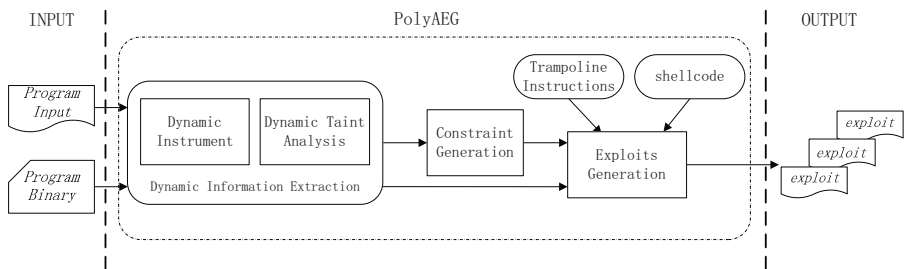 INPUT
PolyAEG
OUTPUT
Program
Input
Program
Binary
Dynamic
Instrument
Dynamic Taint
Analysis
Dynamic Information Extraction
Constraint
Generation
Trampoline
Instructions
shellcode
Exploits
Generation
exploit
exploit
exploit